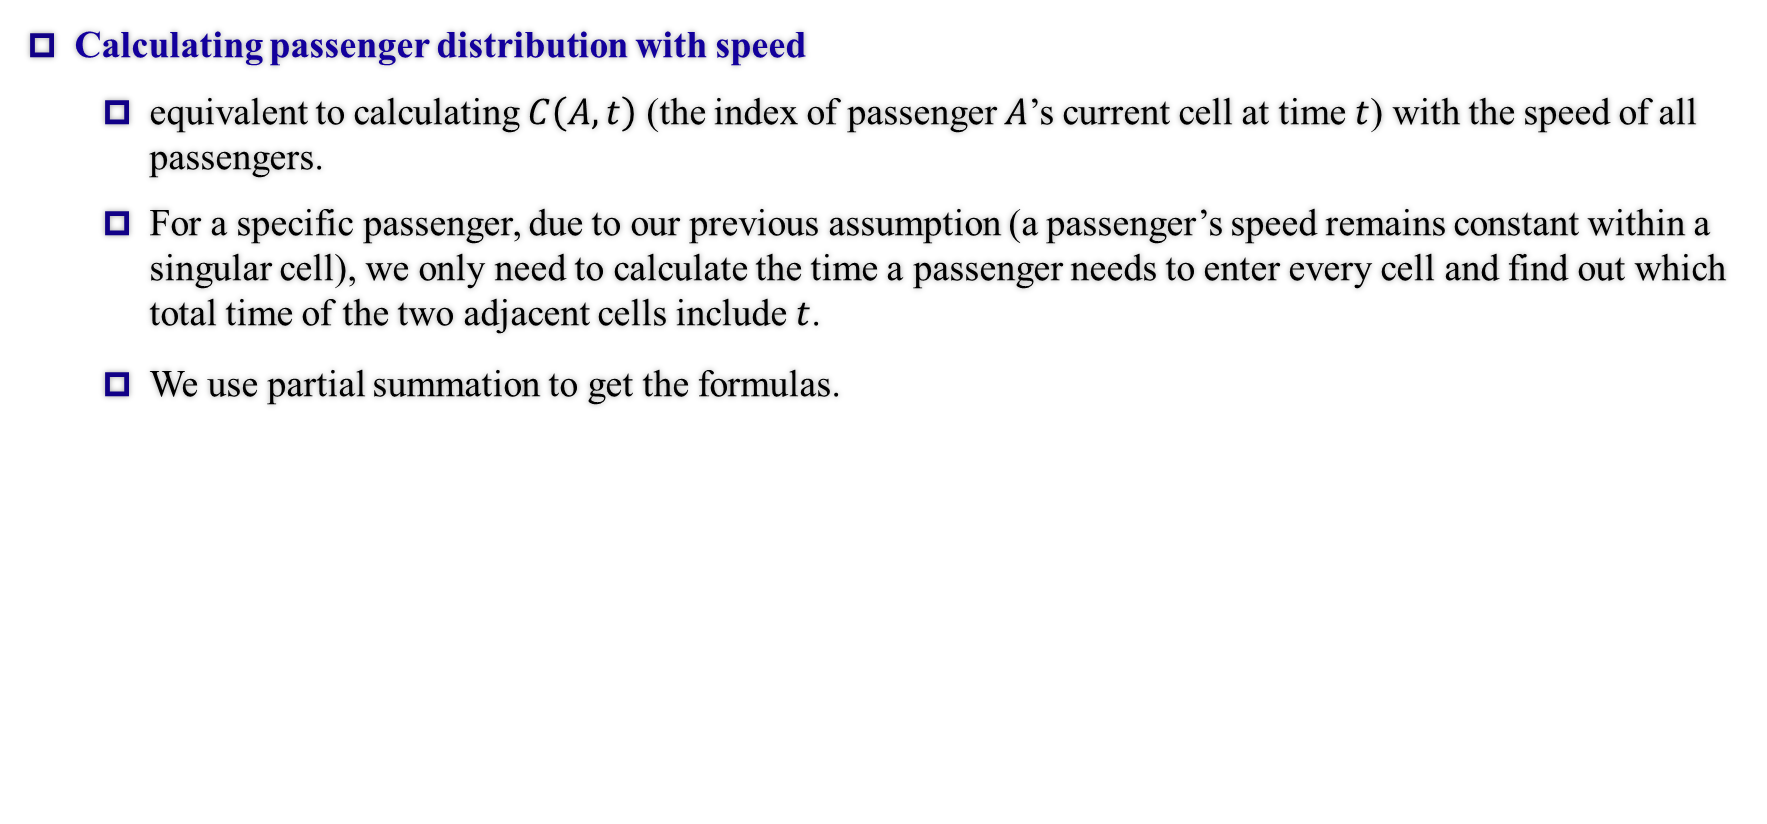 Calculating passenger distribution with speed
equivalent to calculating C(A, t) (the index of passenger A’s current cell at time t) with the speed of all
passengers.
For a specific passenger, due to our previous assumption (a passenger’s speed remains constant within a
singular cell), we only need to calculate the time a passenger needs to enter every cell and find out which
total time of the two adjacent cells include t.
We use partial summation to get the formulas.